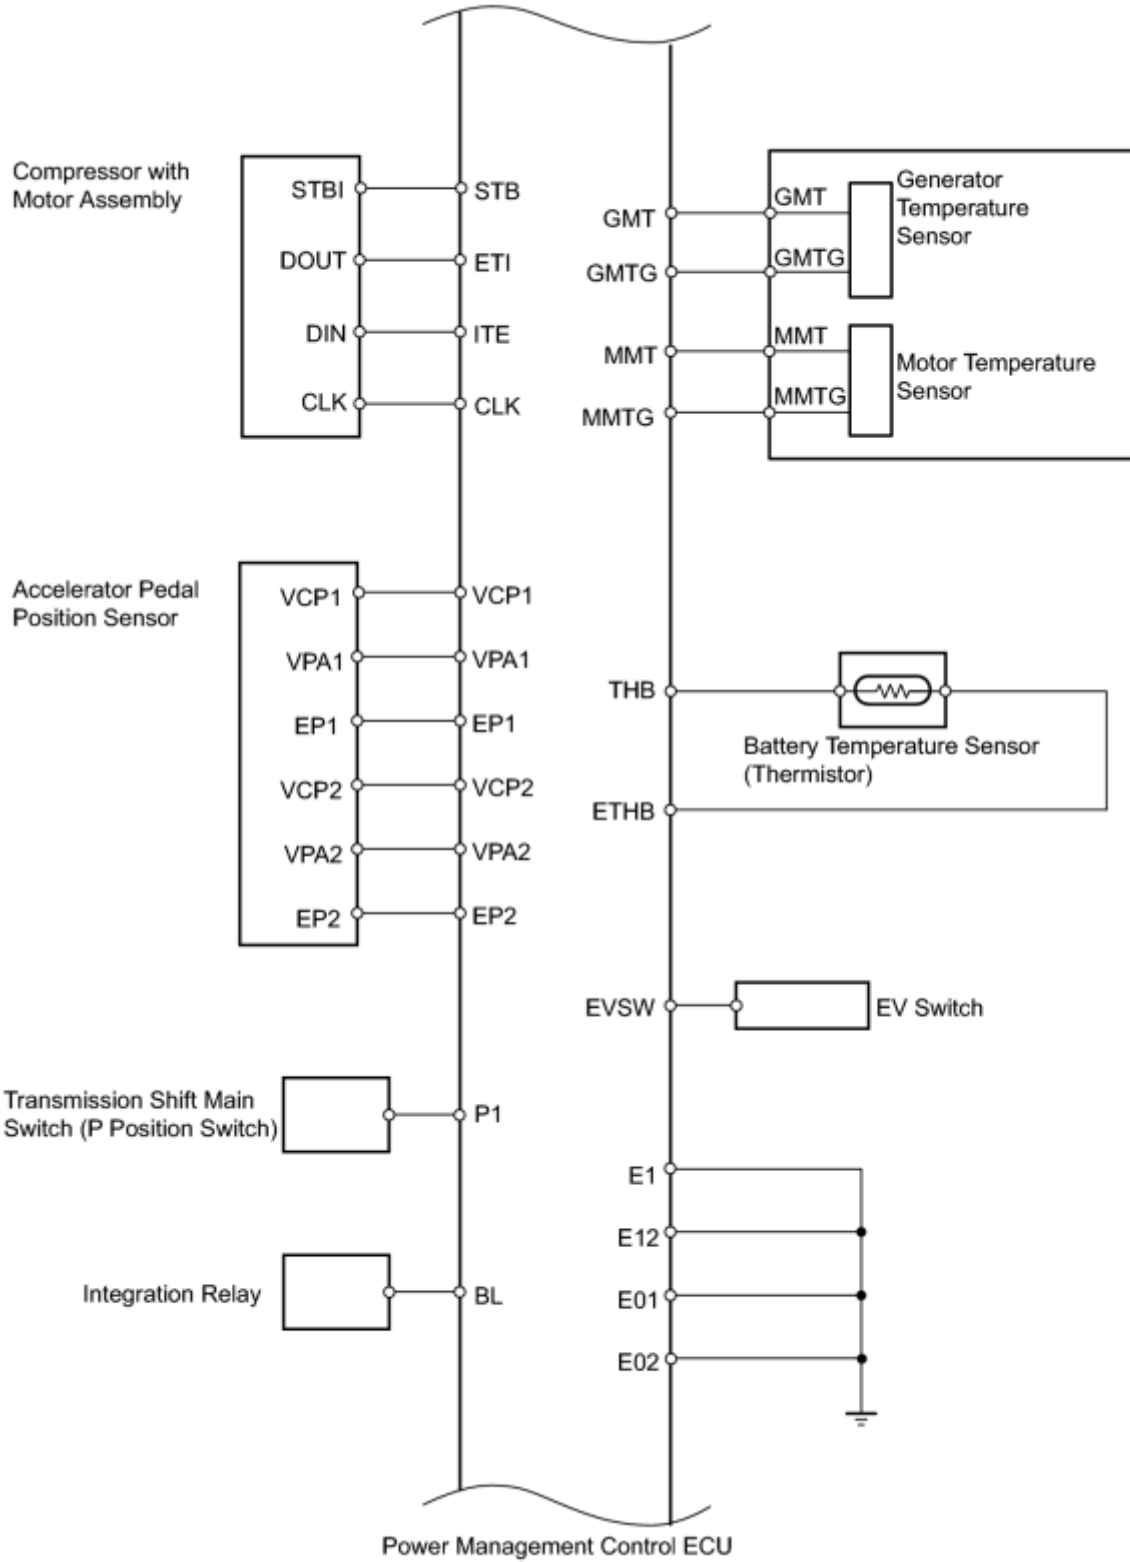 Compressor with
Motor Assembly
STBI
DOUT
DIN
CLK
STB
ETI
ITE
CLK
GMT
GMTG
MMT
MMTG
GMT
GMTG
MMT
MMTG
Generator
Temperature
Sensor
Motor Temperature
Sensor
Accelerator Pedal
Position Sensor
VCP1
VPA1
EP1
VCP2
VPA2
EP2
VCP1
VPA1
EP1
VCP2
VPA2
EP2
THB
ETHB
Battery Temperature Sensor
(Thermistor)
EVSW
EV Switch
Transmission Shift Main
Switch (P Position Switch)
P1
Integration Relay
BL
E1
E12
E01
E02
Power Management Control ECU